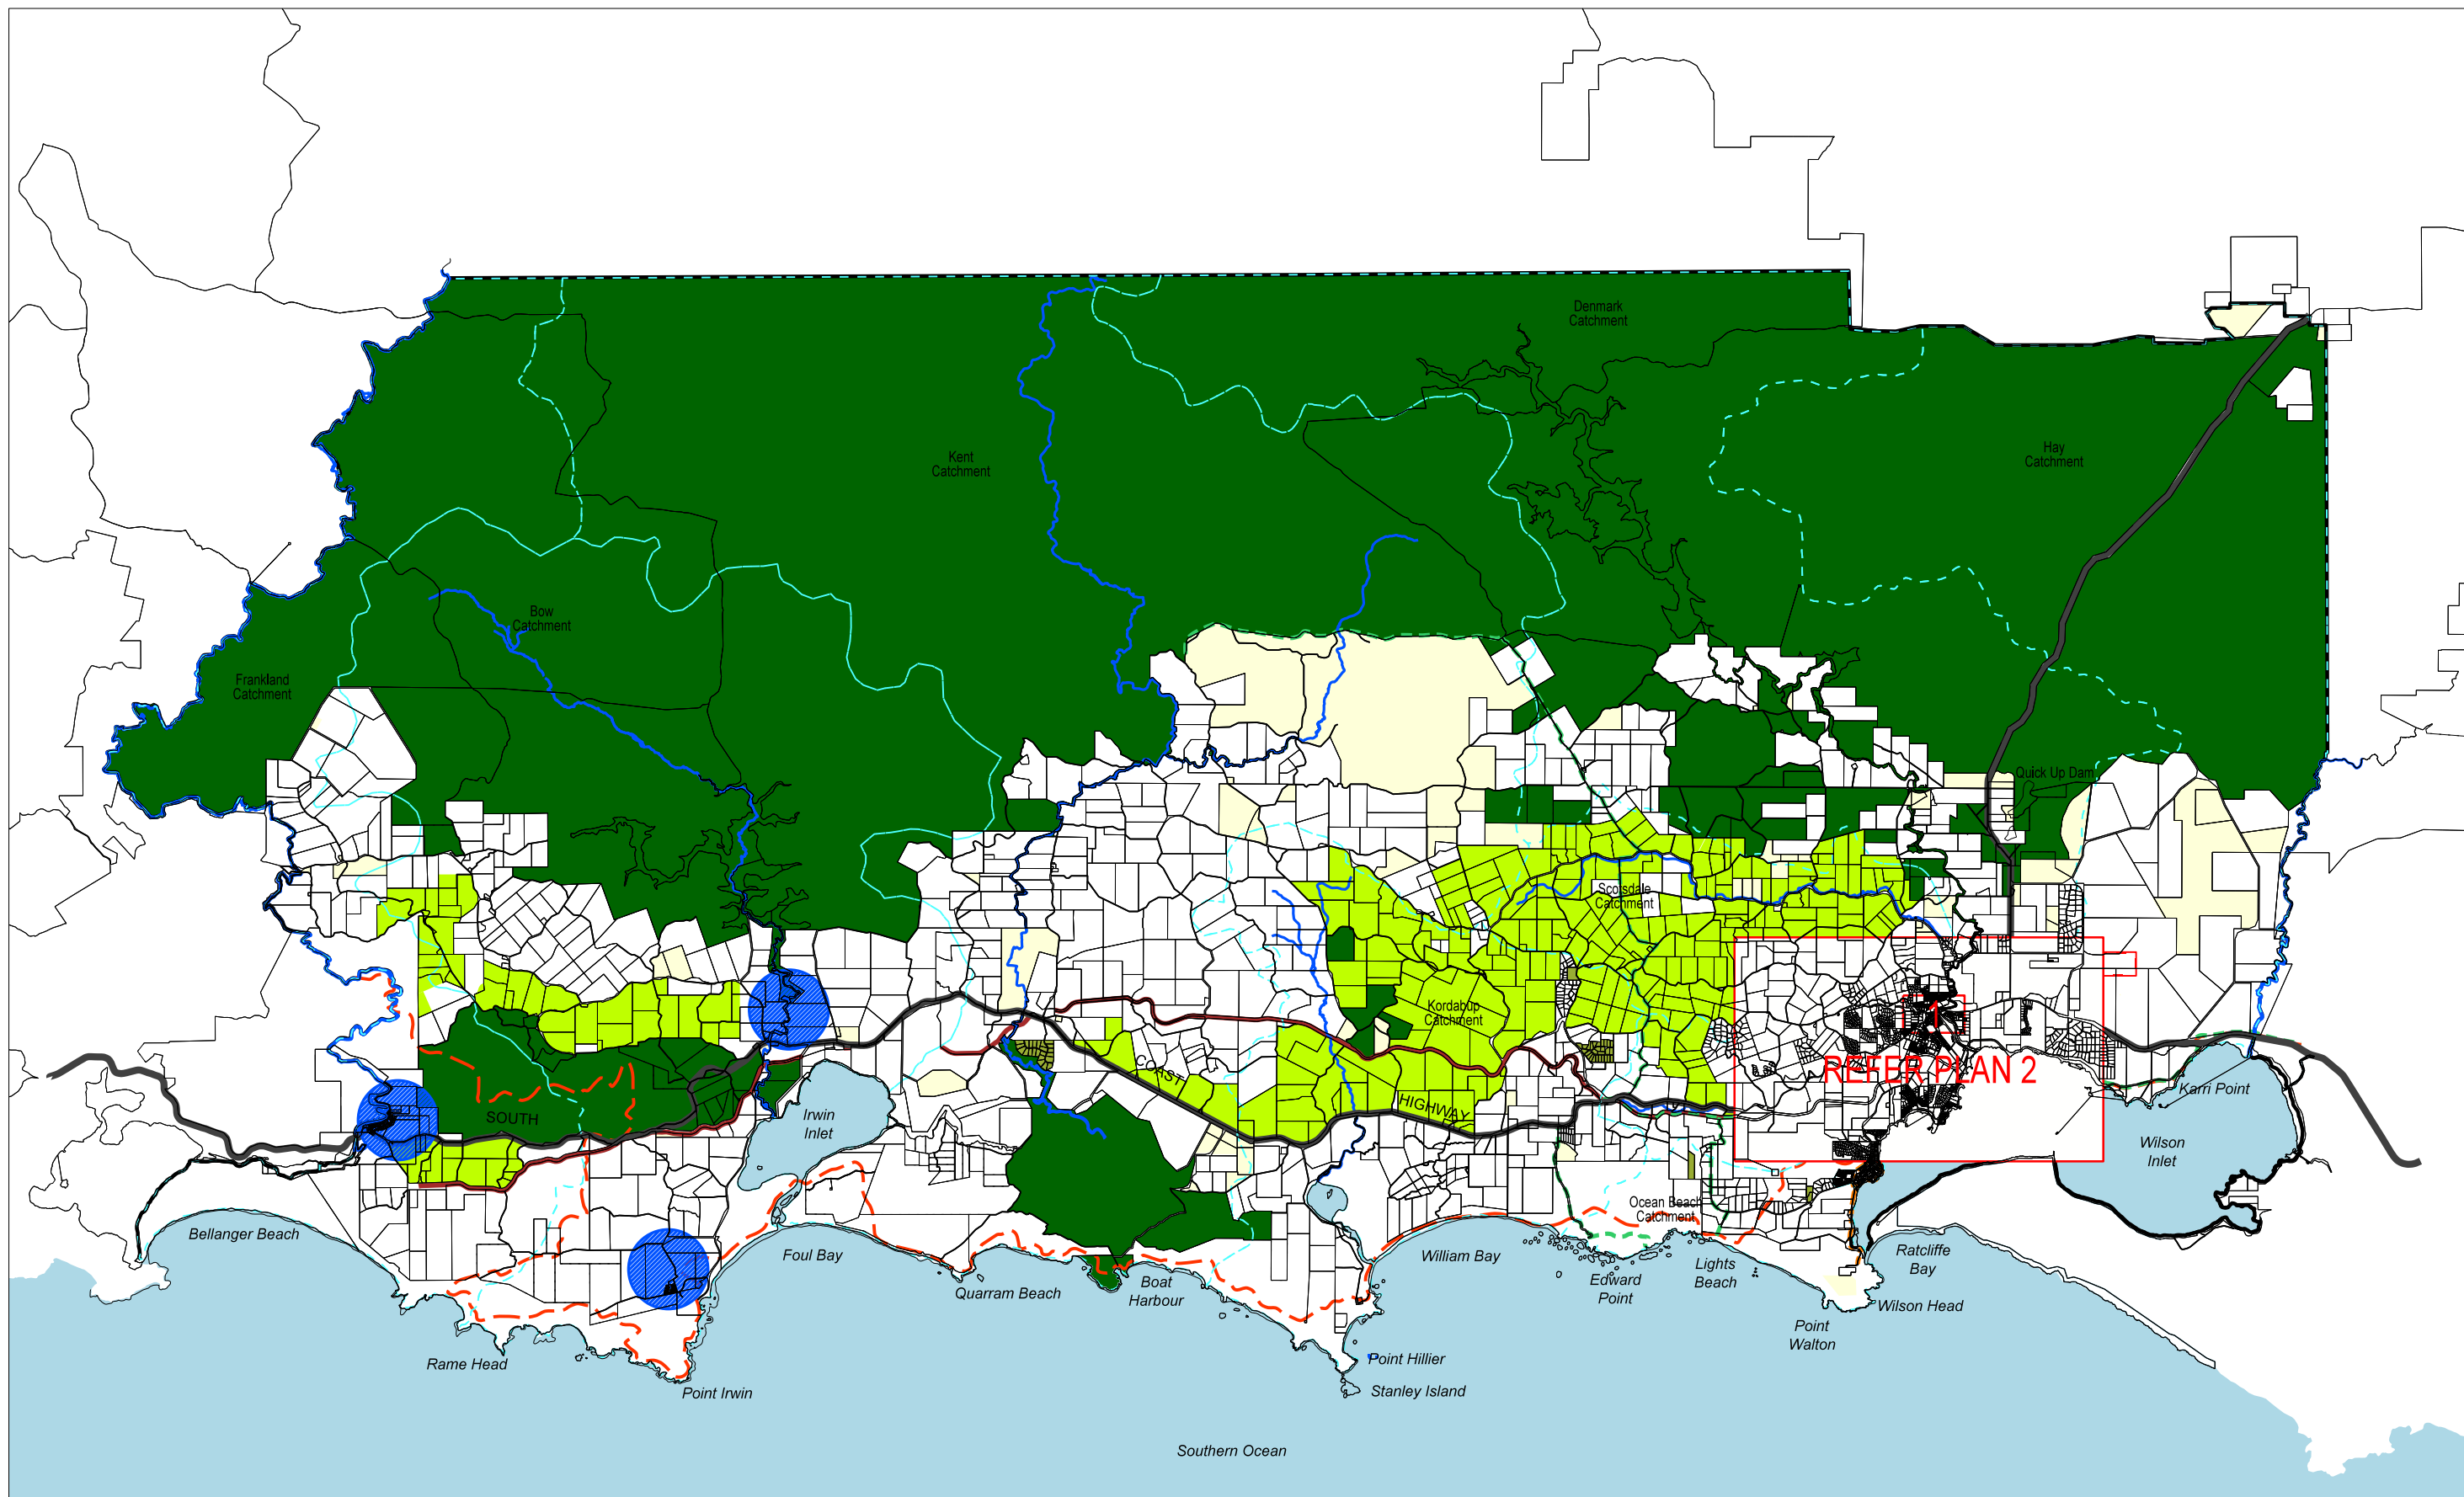 Denmark
Catchment
Kent
Catchment
Hay
Catchment
Bow
Catchment
Frankland
Catchment
Quick Up Dam
Scotsdale
Catchment
Kordabup
Catchment
1
REFER PLAN 2
COAST
HIGHWAY
SOUTH
Karri Point
Irwin
Inlet
Wilson
Inlet
Ocean Beach
Catchment
Bellanger Beach
Foul Bay
William Bay
Ratcliffe
Bay
Lights
Beach
Edward
Point
Boat
Harbour
Quarram Beach
Wilson Head
Point
Walton
Rame Head
Point Hillier
Point Irwin
Stanley Island
Southern Ocean